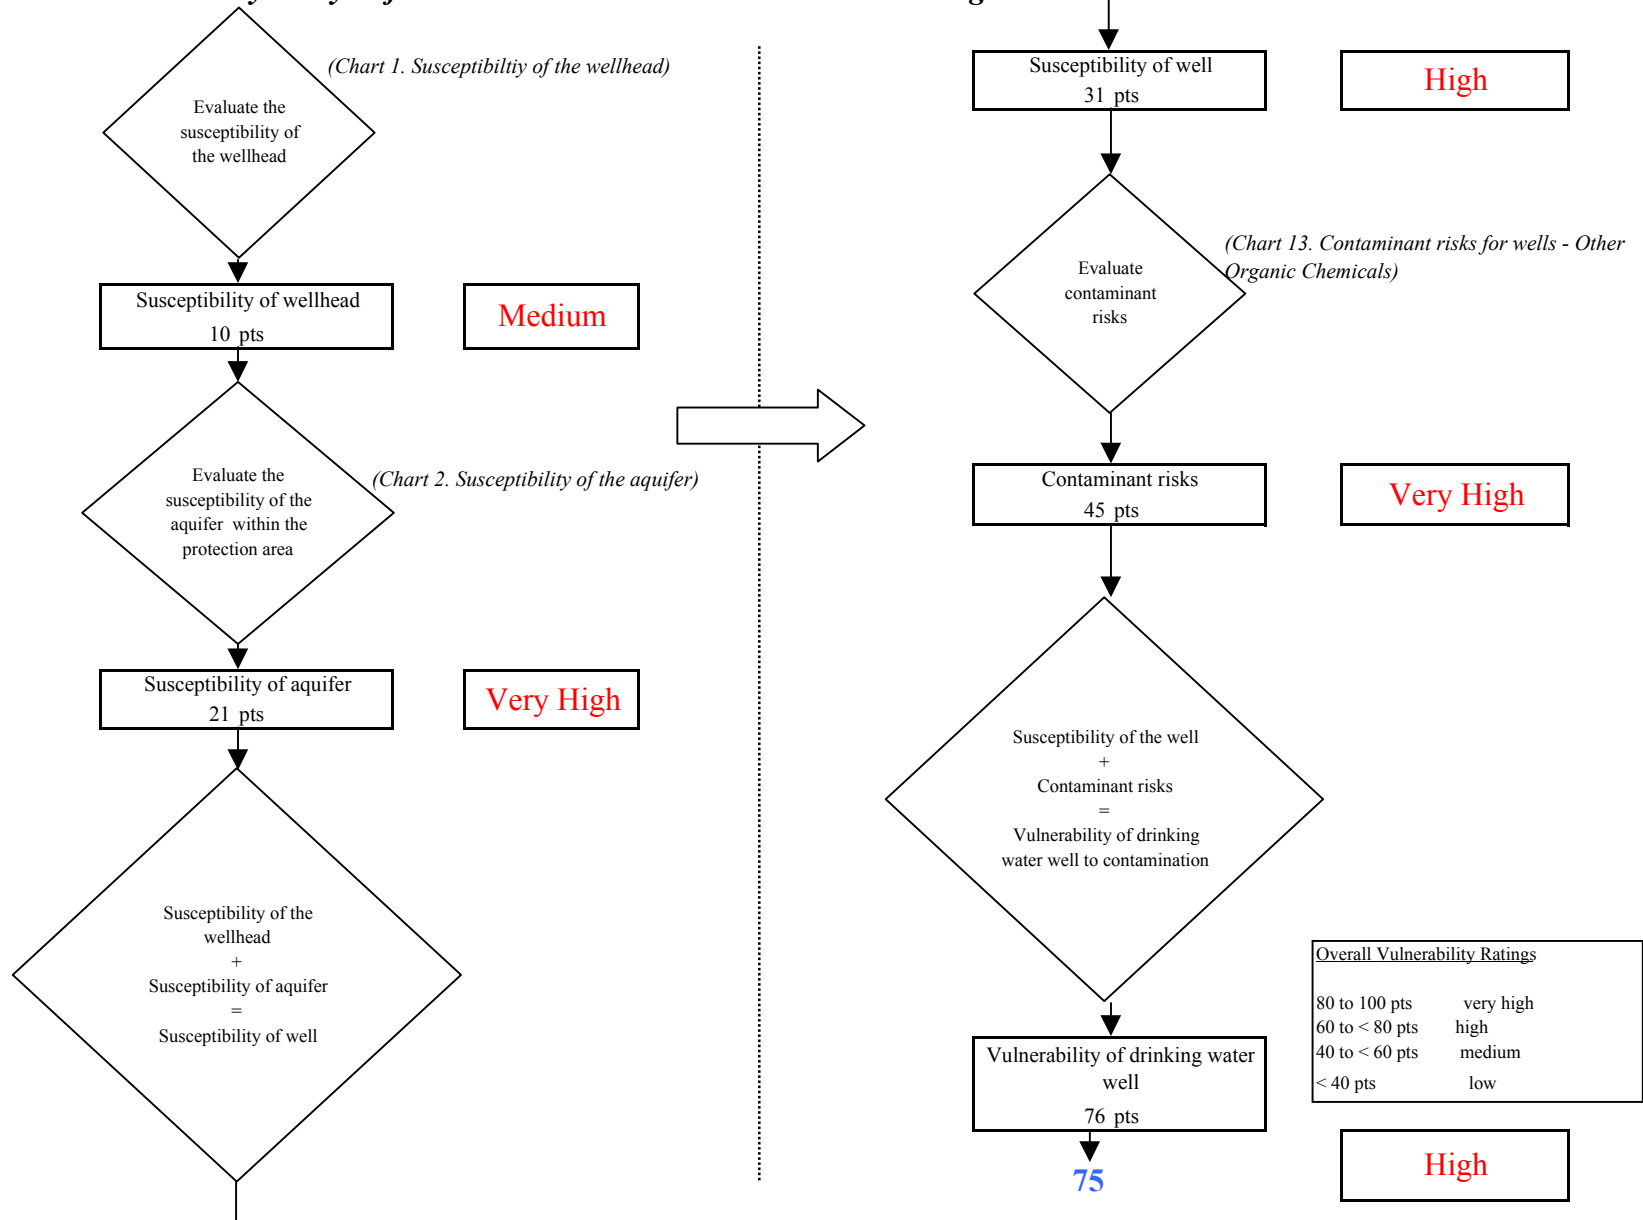 (Chart 1. Susceptibiltiy of the wellhead)
Evaluate the
susceptibility of
the wellhead
Susceptibility of wellhead
10 pts
Medium
Evaluate the
susceptibility of the
aquifer within the
protection area
(Chart 2. Susceptibility of the aquifer)
Susceptibility of aquifer
21 pts
Very High
Susceptibility of the
wellhead
+
Susceptibility of aquifer
=
Susceptibility of well
Susceptibility of well
31 pts
High
(Chart 13. Contaminant risks for wells - Other
Organic Chemicals)
Evaluate
contaminant
risks
Contaminant risks
45 pts
Very High
Susceptibility of the well
+
Contaminant risks
=
Vulnerability of drinking
water well to contamination
Overall Vulnerability Ratings
80 to 100 pts very high
60 to < 80 pts high
40 to < 60 pts medium
< 40 pts low
Vulnerability of drinking water
well
76 pts
75
High